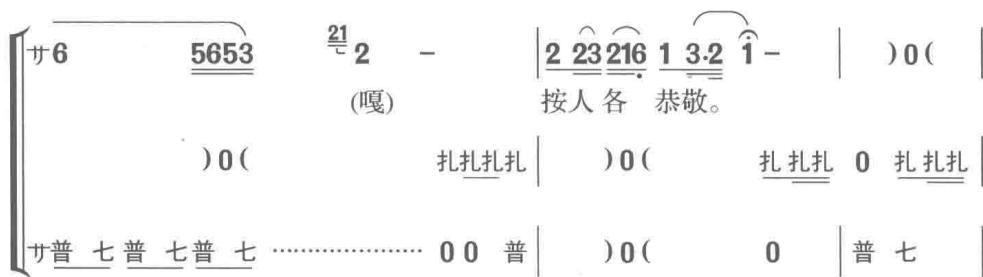 サ6 5653 21 2 - | 2 23 216 1 3·2 1 - | )0( |
(嘎) 按人各 恭敬。
)0( 扎扎扎扎 | )0( 扎 扎扎 0 扎 扎扎 |
サ普 七 普 七 普 七 ·················· 0 0 普 | )0( 0 | 普 七 |